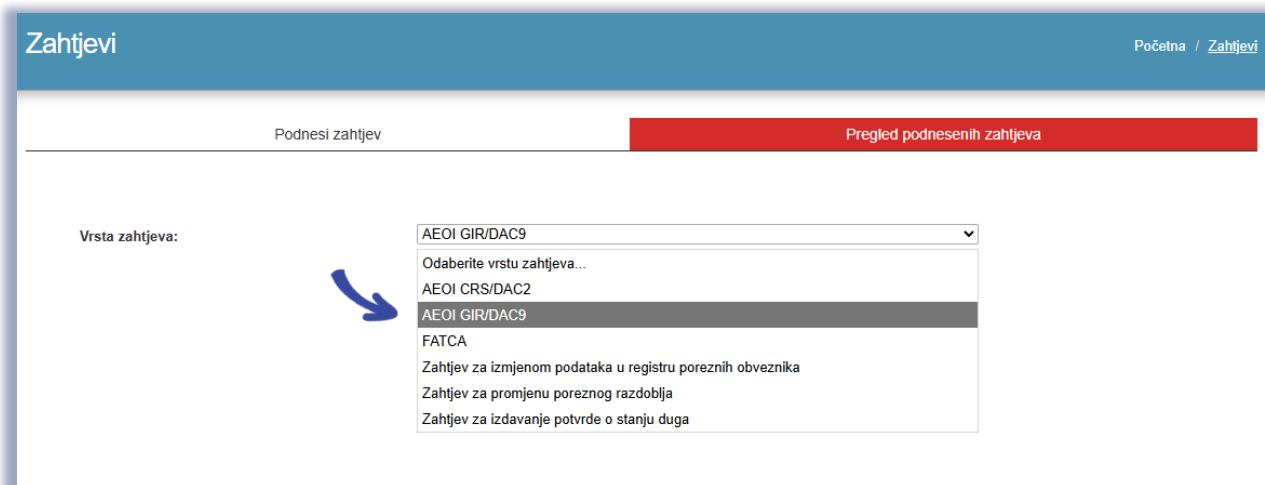 Zahtjevi
Početna / Zahtjevi
Podnesi zahtjev
Pregled podnesenih zahtjeva
Vrsta zahtjeva:
AEOI GIR/DAC9
Odaberite vrstu zahtjeva...
AEOI CRS/DAC2
AEOI GIR/DAC9
FATCA
Zahtjev za izmjenom podataka u registru poreznih obveznika
Zahtjev za promjenu poreznog razdoblja
Zahtjev za izdavanje potvrde o stanju duga